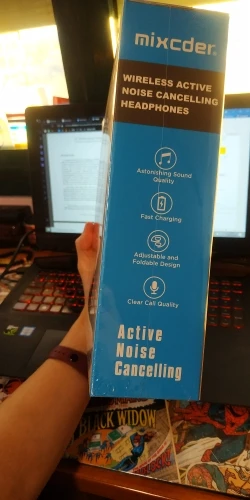 mixcder
WIRELESS ACTIVE
NOISE CANCELLING
HEADPHONES
Astonishing Sound
Quality
Fast Charging
Adjustable and
Foldable Design
Clear Call Quality
Active
Noise
Cancelling
BLACK WIDOW